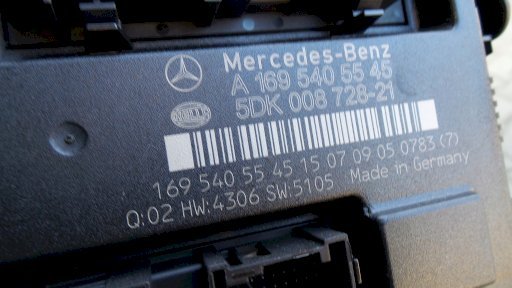 Mercedes-Benz
A 169 540 55 45
HELLA
5DK 008 728-21
169 540 55 45 15 07 09 05 0783 (7)
Q:02 HW:4306 SW:5105 Made in Germany